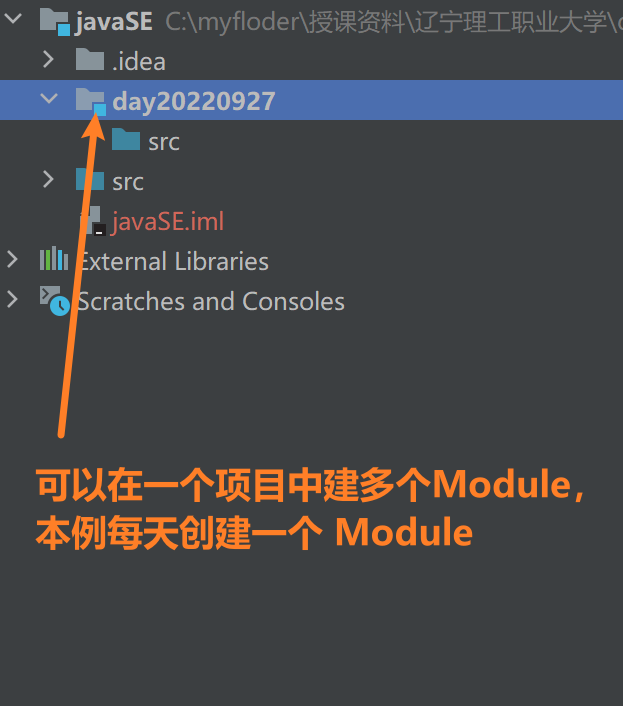 javaSE C:\myfloder\授课资料\辽宁理工职业大学\
.idea
day20220927
src
src
javaSE.iml
External Libraries
Scratches and Consoles
可以在一个项目中建多个Module，
本例每天创建一个 Module